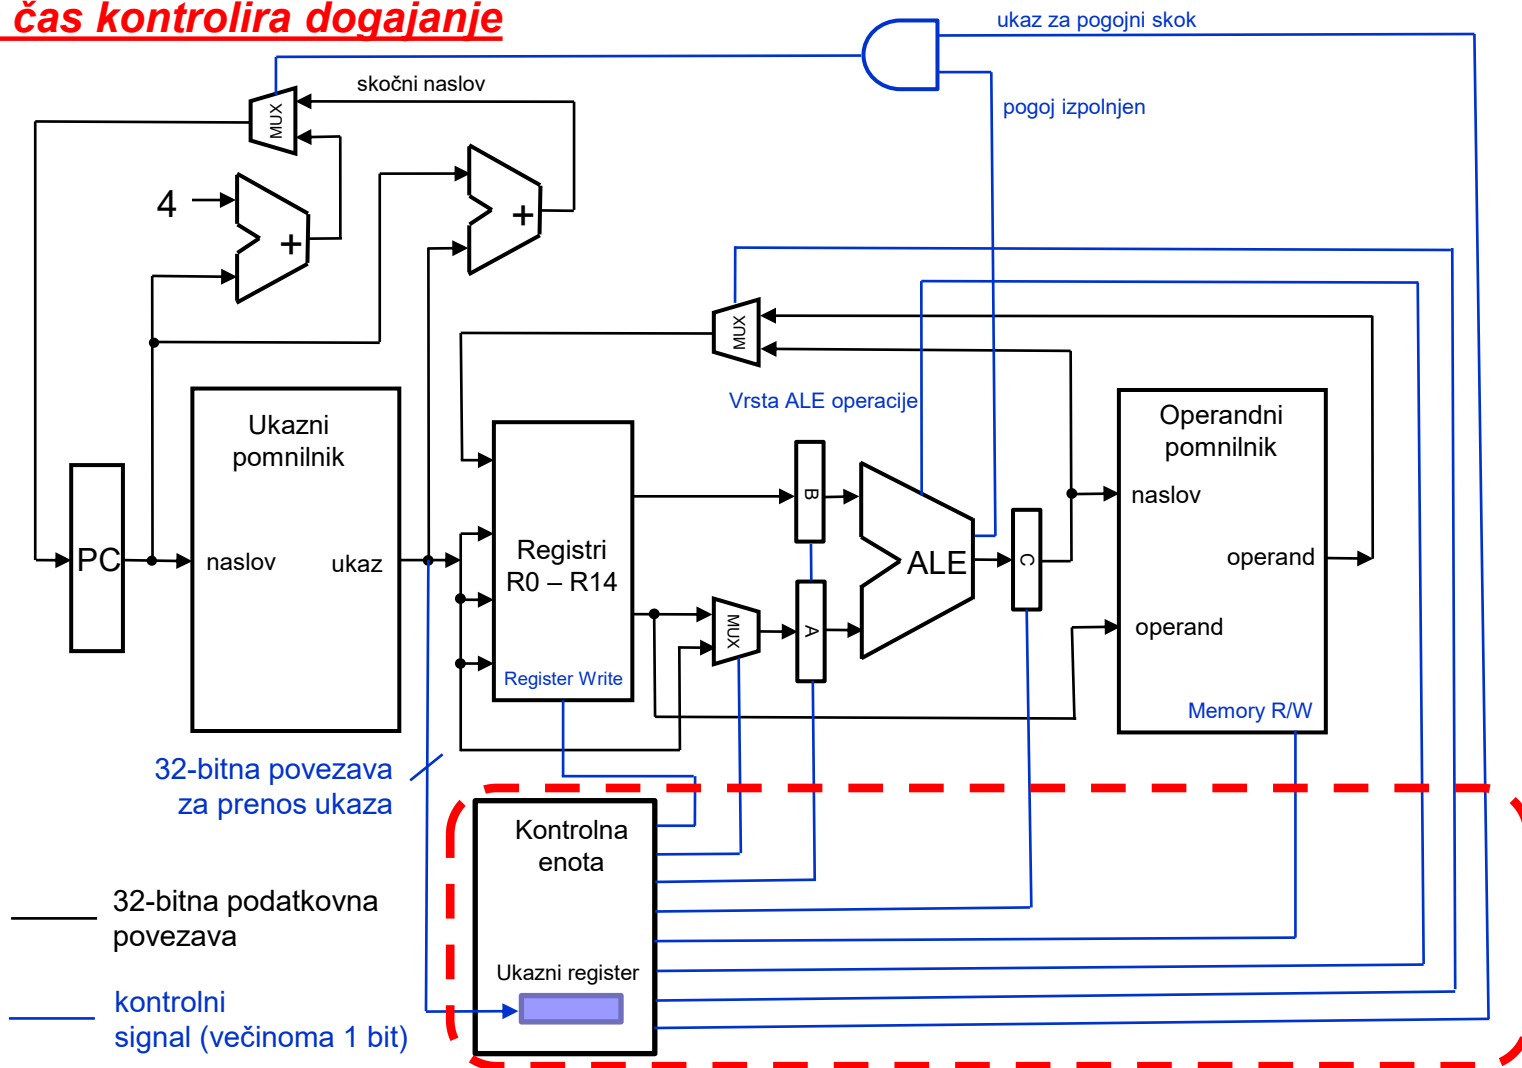 čas kontrolira dogajanje
ukaz za pogojni skok
skočni naslov
MUX
pogoj izpolnjen
4
+
+
MUX
Vrsta ALE operacije
Ukazni
pomnilnik
Operandni
pomnilnik
B
naslov
PC
naslov
ukaz
Registri
R0 – R14
ALE
C
operand
MUX
A
operand
Register Write
Memory R/W
32-bitna povezava
za prenos ukaza
Kontrolna
enota
32-bitna podatkovna
povezava
Ukazni register
kontrolni
signal (večinoma 1 bit)